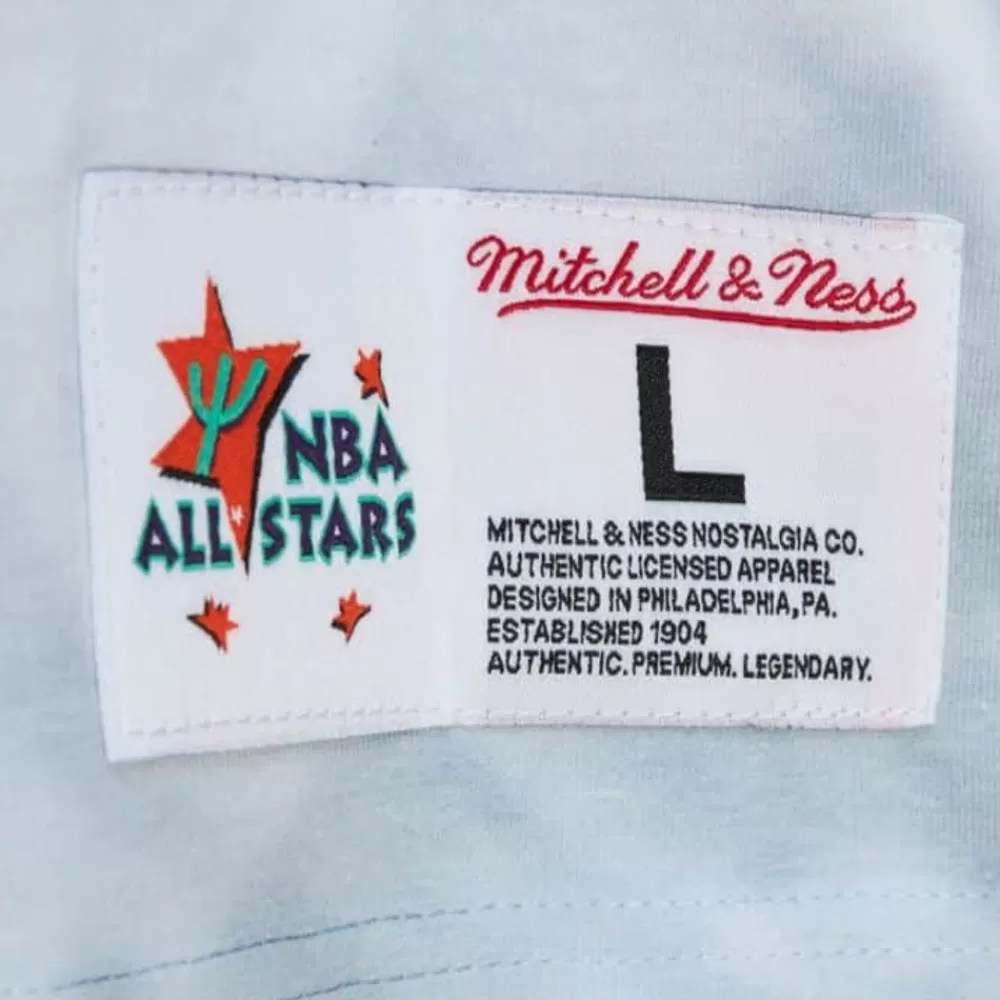 NBA
ALL STARS
Mitchell & Ness
L
MITCHELL & NESS NOSTALGIA CO.
AUTHENTIC LICENSED APPAREL
DESIGNED IN PHILADELPHIA, PA.
ESTABLISHED 1904
AUTHENTIC. PREMIUM. LEGENDARY.